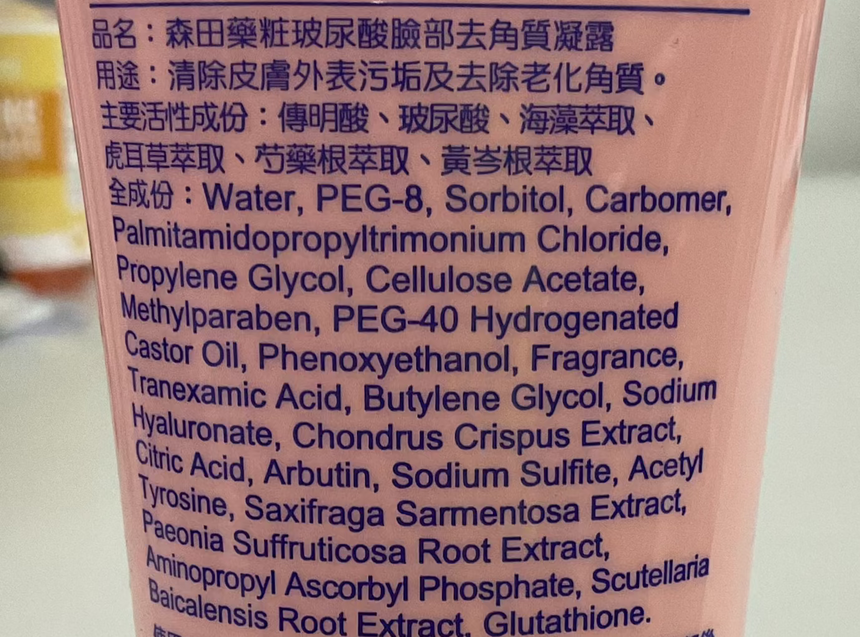 品名：森田藥粧玻尿酸臉部去角質凝露
用途：清除皮膚外表污垢及去除老化角質。
主要活性成份：傳明酸、玻尿酸、海藻萃取、
虎耳草萃取、芍藥根萃取、黃岑根萃取
全成份：Water, PEG-8, Sorbitol, Carbomer,
Palmitamidopropyltrimonium Chloride,
Propylene Glycol, Cellulose Acetate,
Methylparaben, PEG-40 Hydrogenated
Castor Oil, Phenoxyethanol, Fragrance,
Tranexamic Acid, Butylene Glycol, Sodium
Hyaluronate, Chondrus Crispus Extract,
Citric Acid, Arbutin, Sodium Sulfite, Acetyl
Tyrosine, Saxifraga Sarmentosa Extract,
Paeonia Suffruticosa Root Extract,
Aminopropyl Ascorbyl Phosphate, Scutellaria
Baicalensis Root Extract, Glutathione.